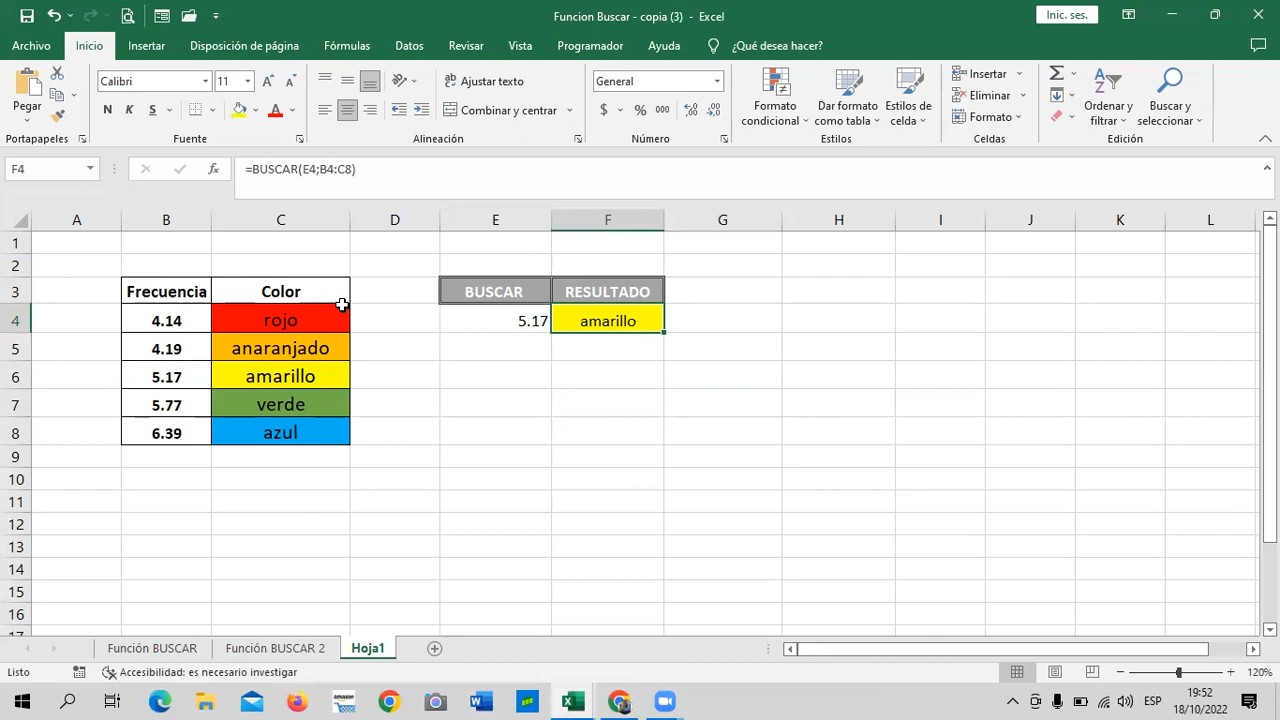 Funcion Buscar - copia (3) - Excel
Inic. ses.
Archivo Inicio Insertar Disposición de página Fórmulas Datos Revisar Vista Programador Ayuda ¿Qué desea hacer?
Pegar
Calibri 11
Ajustar texto
General
Formato condicional
Dar formato como tabla
Estilos de celda
Insertar
Eliminar
Formato
Ordenar y filtrar
Buscar y seleccionar
N K S
Combinar y centrar
$ % 000
Portapapeles Fuente Alineación Número Estilos Celdas Edición
F4 fx =BUSCAR(E4;B4:C8)
A B C D E F G H I J K L
1
2
3 Frecuencia Color BUSCAR RESULTADO
4 4.14 rojo 5.17 amarillo
5 4.19 anaranjado
6 5.17 amarillo
7 5.77 verde
8 6.39 azul
9
10
11
12
13
14
15
16
17
Función BUSCAR Función BUSCAR 2 Hoja1
Listo Accesibilidad: es necesario investigar 120%
ESP 19:52
18/10/2022